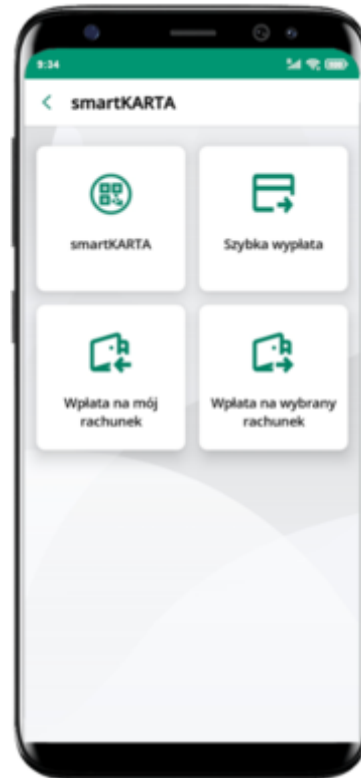 9:34
smartKARTA
smartKARTA
Szybka wypłata
Wpłata na mój
rachunek
Wpłata na wybrany
rachunek